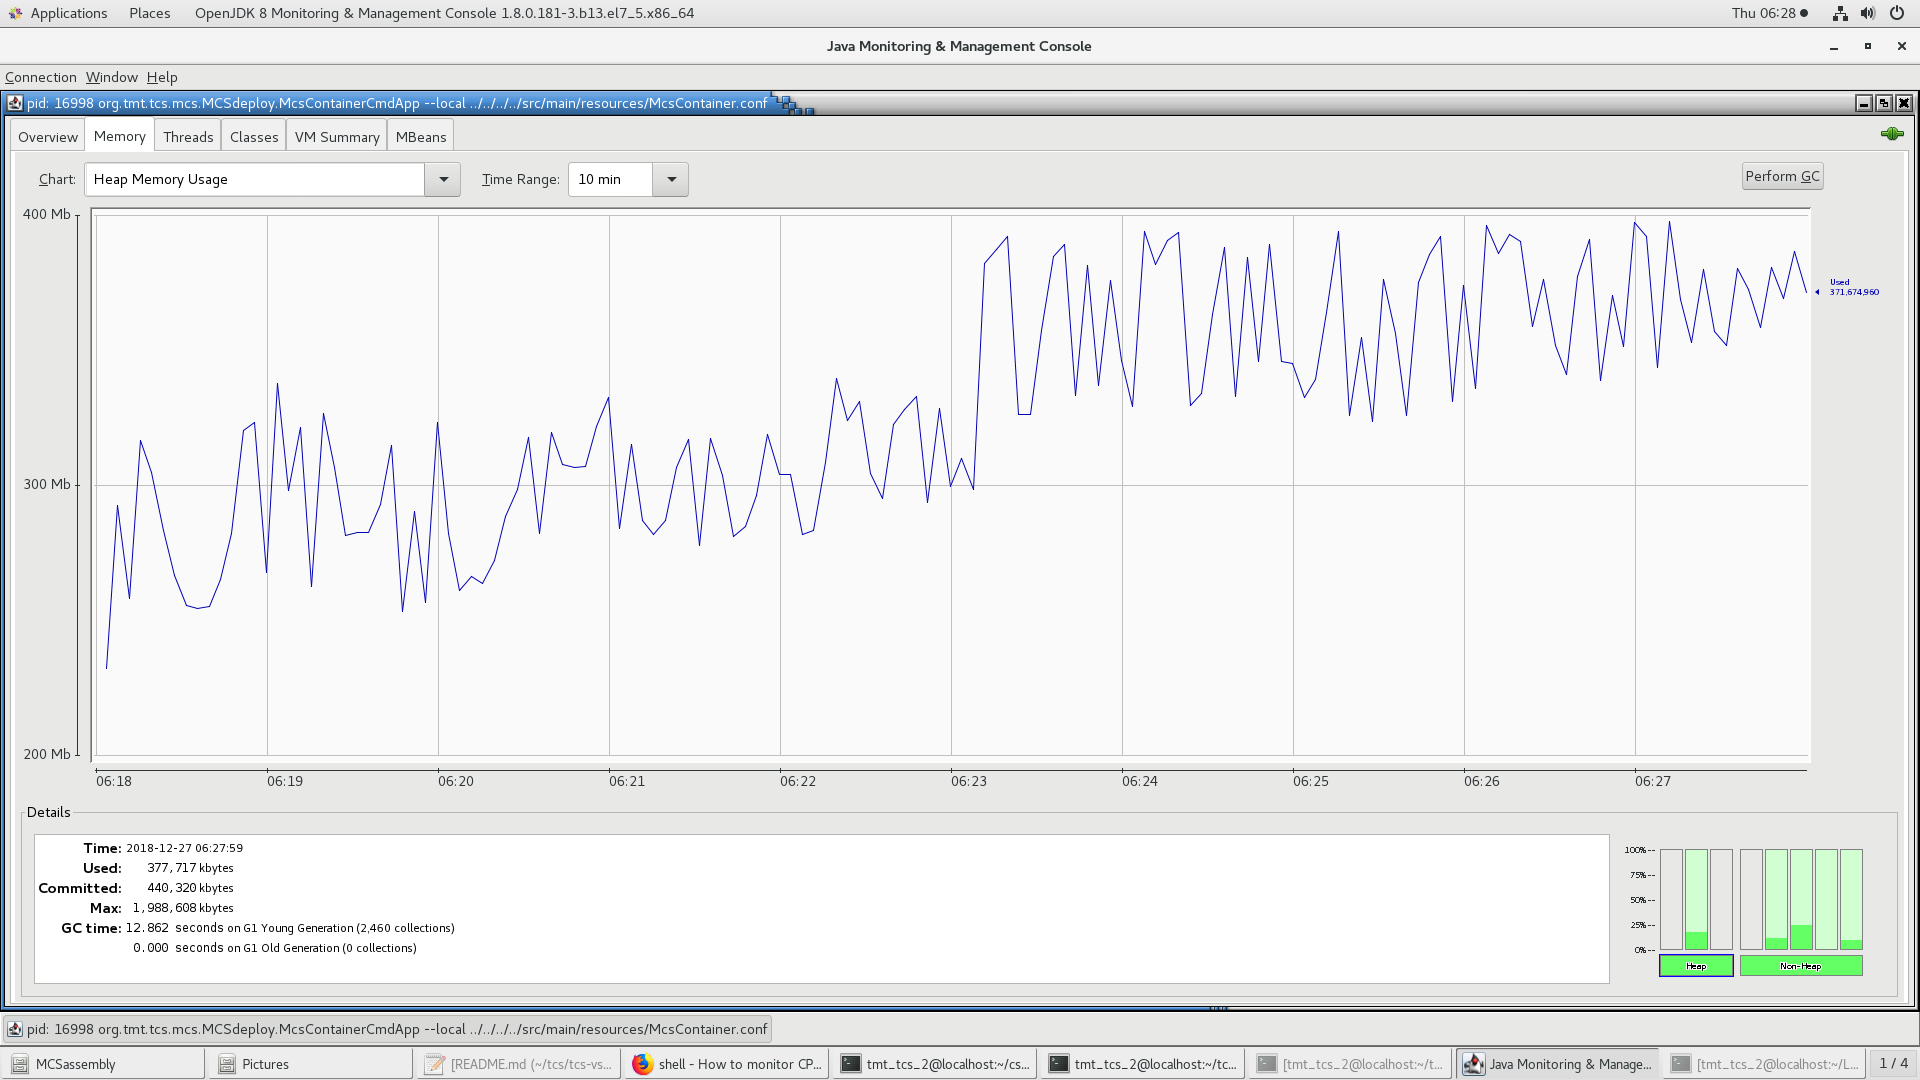 Applications Places OpenJDK 8 Monitoring & Management Console 1.8.0.181-3.b13.el7_5.x86_64 Thu 06:28
Java Monitoring & Management Console
Connection Window Help
pid: 16998 org.tmt.tcs.mcs.MCSdeploy.McsContainerCmdApp --local ../../../../src/main/resources/McsContainer.conf
Overview Memory Threads Classes VM Summary MBeans
Chart: Heap Memory Usage Time Range: 10 min Perform GC
400 Mb
Used
371,674,960
300 Mb
200 Mb
06:18 06:19 06:20 06:21 06:22 06:23 06:24 06:25 06:26 06:27
Details
Time: 2018-12-27 06:27:59
Used: 377,717 kbytes
Committed: 440,320 kbytes
Max: 1,988,608 kbytes
GC time: 12.862 seconds on G1 Young Generation (2,460 collections)
0.000 seconds on G1 Old Generation (0 collections)
100%
75%
50%
25%
0%
Heap Non-Heap
pid: 16998 org.tmt.tcs.mcs.MCSdeploy.McsContainerCmdApp --local ../../../../src/main/resources/McsContainer.conf
MCSassembly Pictures [README.md (~/tcs/tcs-vs... shell - How to monitor CP... tmt_tcs_2@localhost:~/cs... tmt_tcs_2@localhost:~/tc... [tmt_tcs_2@localhost:~/t... Java Monitoring & Manage... [tmt_tcs_2@localhost:~/L... 1 / 4